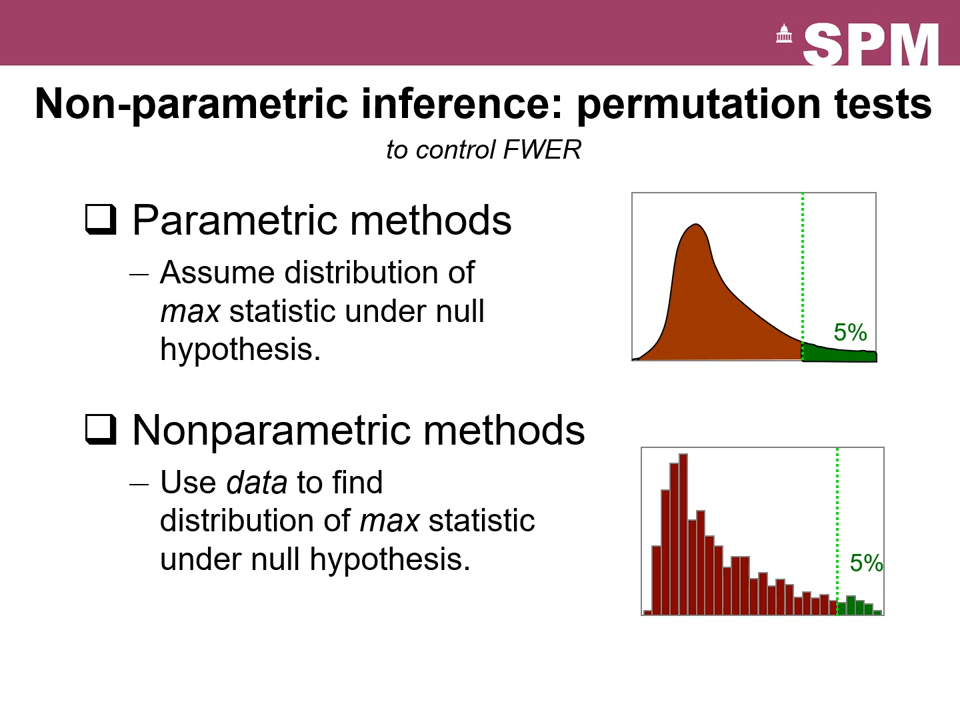 SPM
Non-parametric inference: permutation tests
to control FWER
❑ Parametric methods
– Assume distribution of
max statistic under null
hypothesis.
5%
❑ Nonparametric methods
– Use data to find
distribution of max statistic
under null hypothesis.
5%